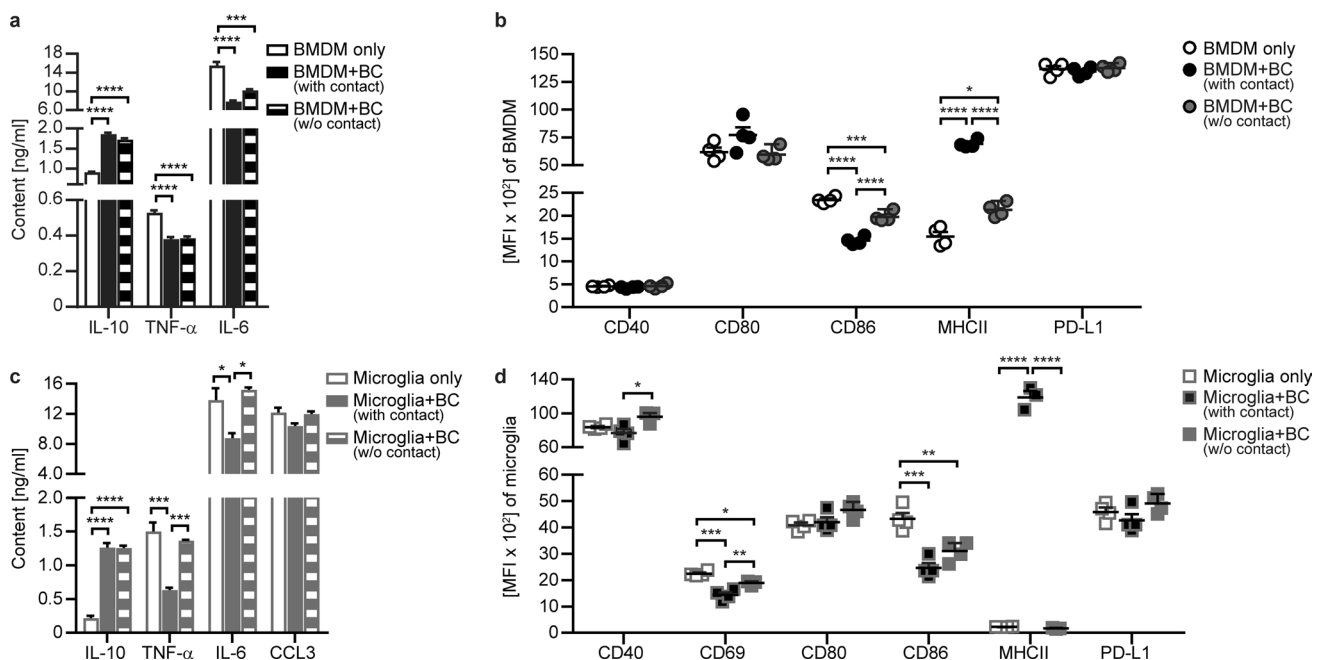 a
Content [ng/ml]
18
14
10
6.0
2.0
1.5
1.0
0.6
0.4
0.2
0
****
****
****
****
****
***
IL-10 TNF-α IL-6
BMDM only
BMDM+BC
(with contact)
BMDM+BC
(w/o contact)
b
[MFI x 10²] of BMDM
150
125
100
75
50
25
20
15
10
5
0
***
****
****
*
**** ****
CD40 CD80 CD86 MHCII PD-L1
BMDM only
BMDM+BC
(with contact)
BMDM+BC
(w/o contact)
c
Content [ng/ml]
16
12
8.0
4.0
2.0
1.5
1.0
0.5
0
****
****
***
***
* *
IL-10 TNF-α IL-6 CCL3
Microglia only
Microglia+BC
(with contact)
Microglia+BC
(w/o contact)
d
[MFI x 10²] of microglia
140
100
60
50
40
30
20
10
0
*
*
***
**
**
***
**** ****
CD40 CD69 CD80 CD86 MHCII PD-L1
Microglia only
Microglia+BC
(with contact)
Microglia+BC
(w/o contact)